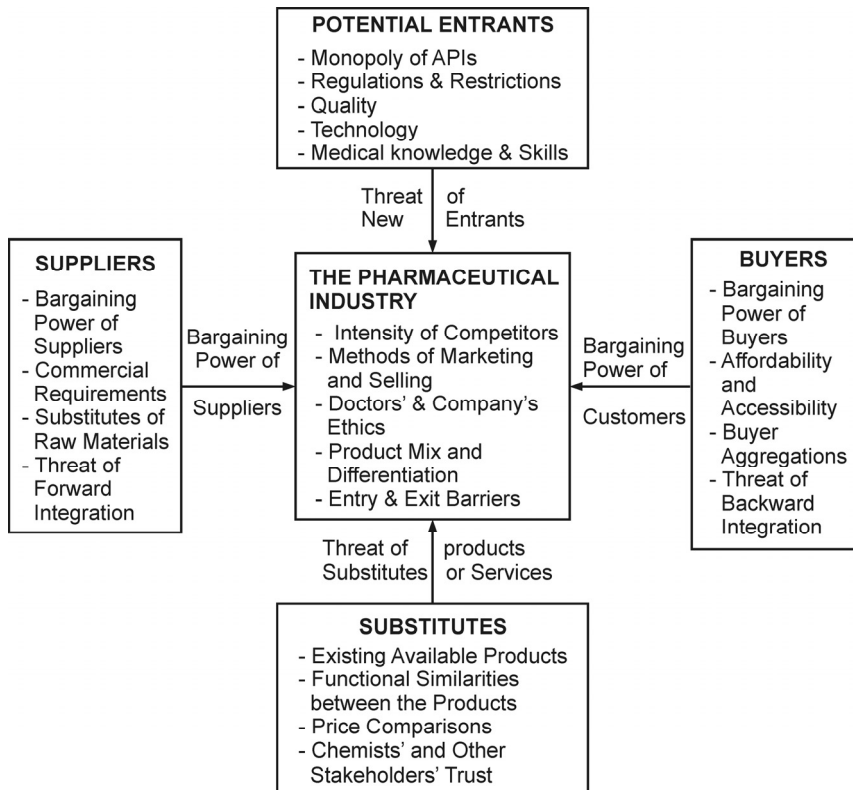 POTENTIAL ENTRANTS
- Monopoly of APIs
- Regulations & Restrictions
- Quality
- Technology
- Medical knowledge & Skills
Threat of
New Entrants
SUPPLIERS
- Bargaining
Power of
Suppliers
- Commercial
Requirements
- Substitutes of
Raw Materials
- Threat of
Forward
Integration
Bargaining
Power of
Suppliers
THE PHARMACEUTICAL
INDUSTRY
- Intensity of Competitors
- Methods of Marketing
and Selling
- Doctors' & Company's
Ethics
- Product Mix and
Differentiation
- Entry & Exit Barriers
Bargaining
Power of
Customers
BUYERS
- Bargaining
Power of
Buyers
- Affordability
and
Accessibility
- Buyer
Aggregations
- Threat of
Backward
Integration
Threat of products
Substitutes or Services
SUBSTITUTES
- Existing Available Products
- Functional Similarities
between the Products
- Price Comparisons
- Chemists' and Other
Stakeholders' Trust